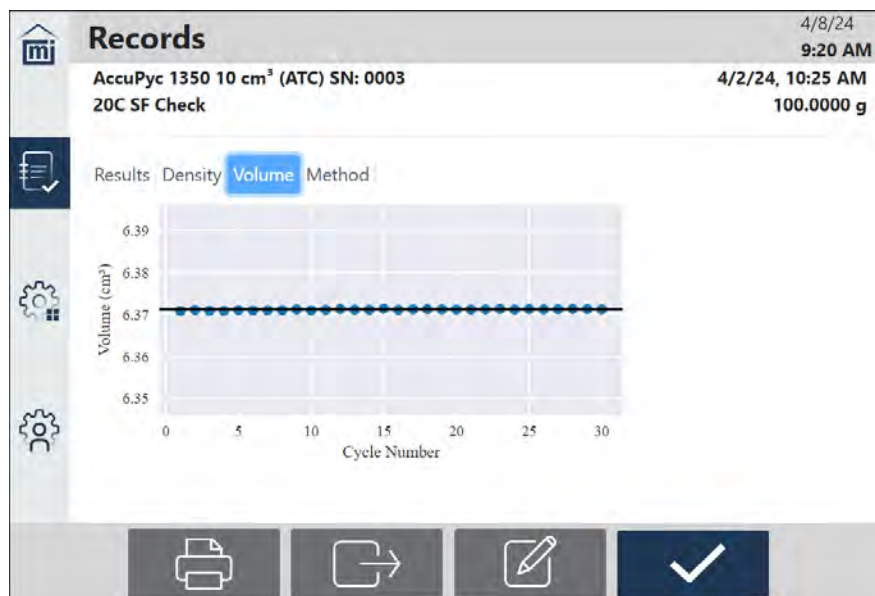 4/8/24
mi
Records
9:20 AM
AccuPyc 1350 10 cm³ (ATC) SN: 0003
4/2/24, 10:25 AM
20C SF Check
100.0000 g
Results Density Volume Method
6.39
6.38
6.37
6.36
6.35
Volume (cm³)
0 5 10 15 20 25 30
Cycle Number